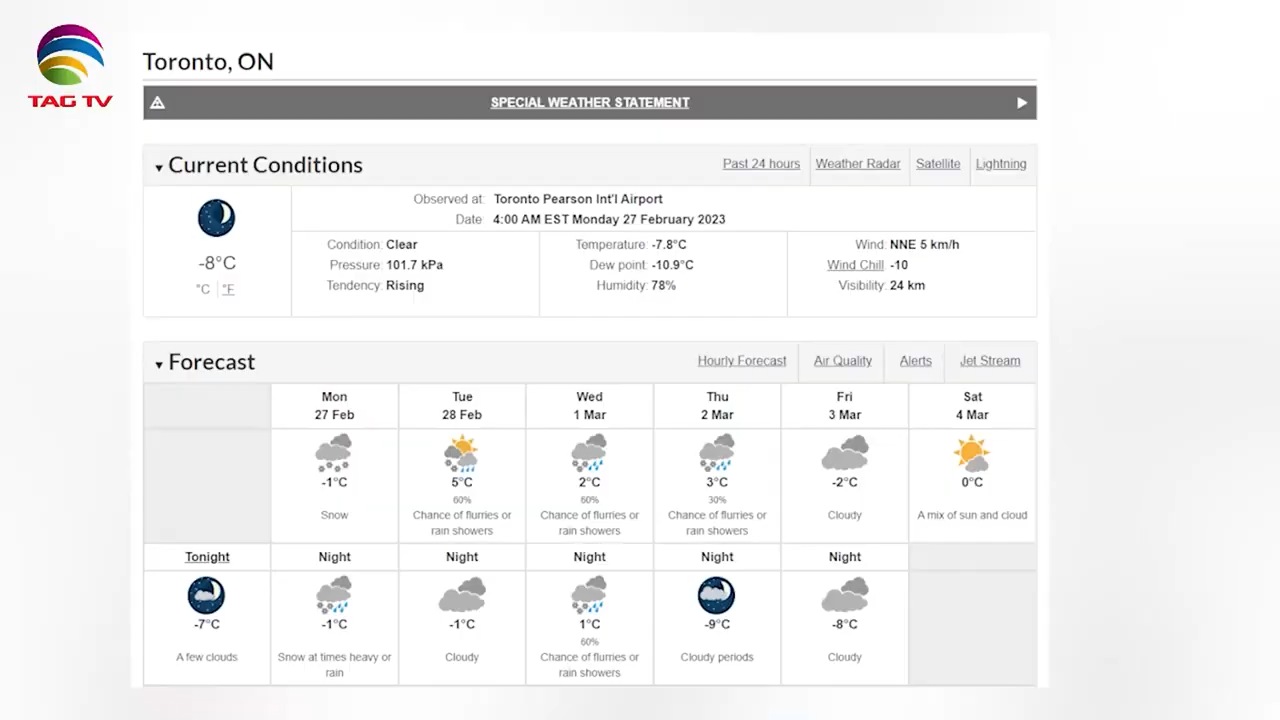 TAG TV
Toronto, ON
SPECIAL WEATHER STATEMENT
Current Conditions
Past 24 hours
Weather Radar
Satellite
Lightning
-8°C
°C °F
Observed at: Toronto Pearson Int'l Airport
Date: 4:00 AM EST Monday 27 February 2023
Condition: Clear
Pressure: 101.7 kPa
Tendency: Rising
Temperature: -7.8°C
Dew point: -10.9°C
Humidity: 78%
Wind: NNE 5 km/h
Wind Chill -10
Visibility: 24 km
Forecast
Hourly Forecast
Air Quality
Alerts
Jet Stream
Mon
27 Feb
-1°C
Snow
Tue
28 Feb
5°C
60%
Chance of flurries or
rain showers
Wed
1 Mar
2°C
60%
Chance of flurries or
rain showers
Thu
2 Mar
3°C
30%
Chance of flurries or
rain showers
Fri
3 Mar
-2°C
Cloudy
Sat
4 Mar
0°C
A mix of sun and cloud
Tonight
-7°C
A few clouds
Night
-1°C
Snow at times heavy or
rain
Night
-1°C
Cloudy
Night
1°C
60%
Chance of flurries or
rain showers
Night
-9°C
Cloudy periods
Night
-8°C
Cloudy